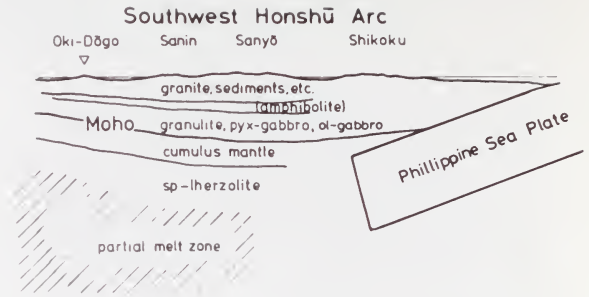 Southwest Honshū Arc
Oki-Dōgo Sanin Sanyō Shikoku
granite, sediments, etc.
(amphibolite)
Moho granulite, pyx-gabbro, ol-gabbro
cumulus mantle
Phillippine Sea Plate
sp-lherzolite
partial melt zone